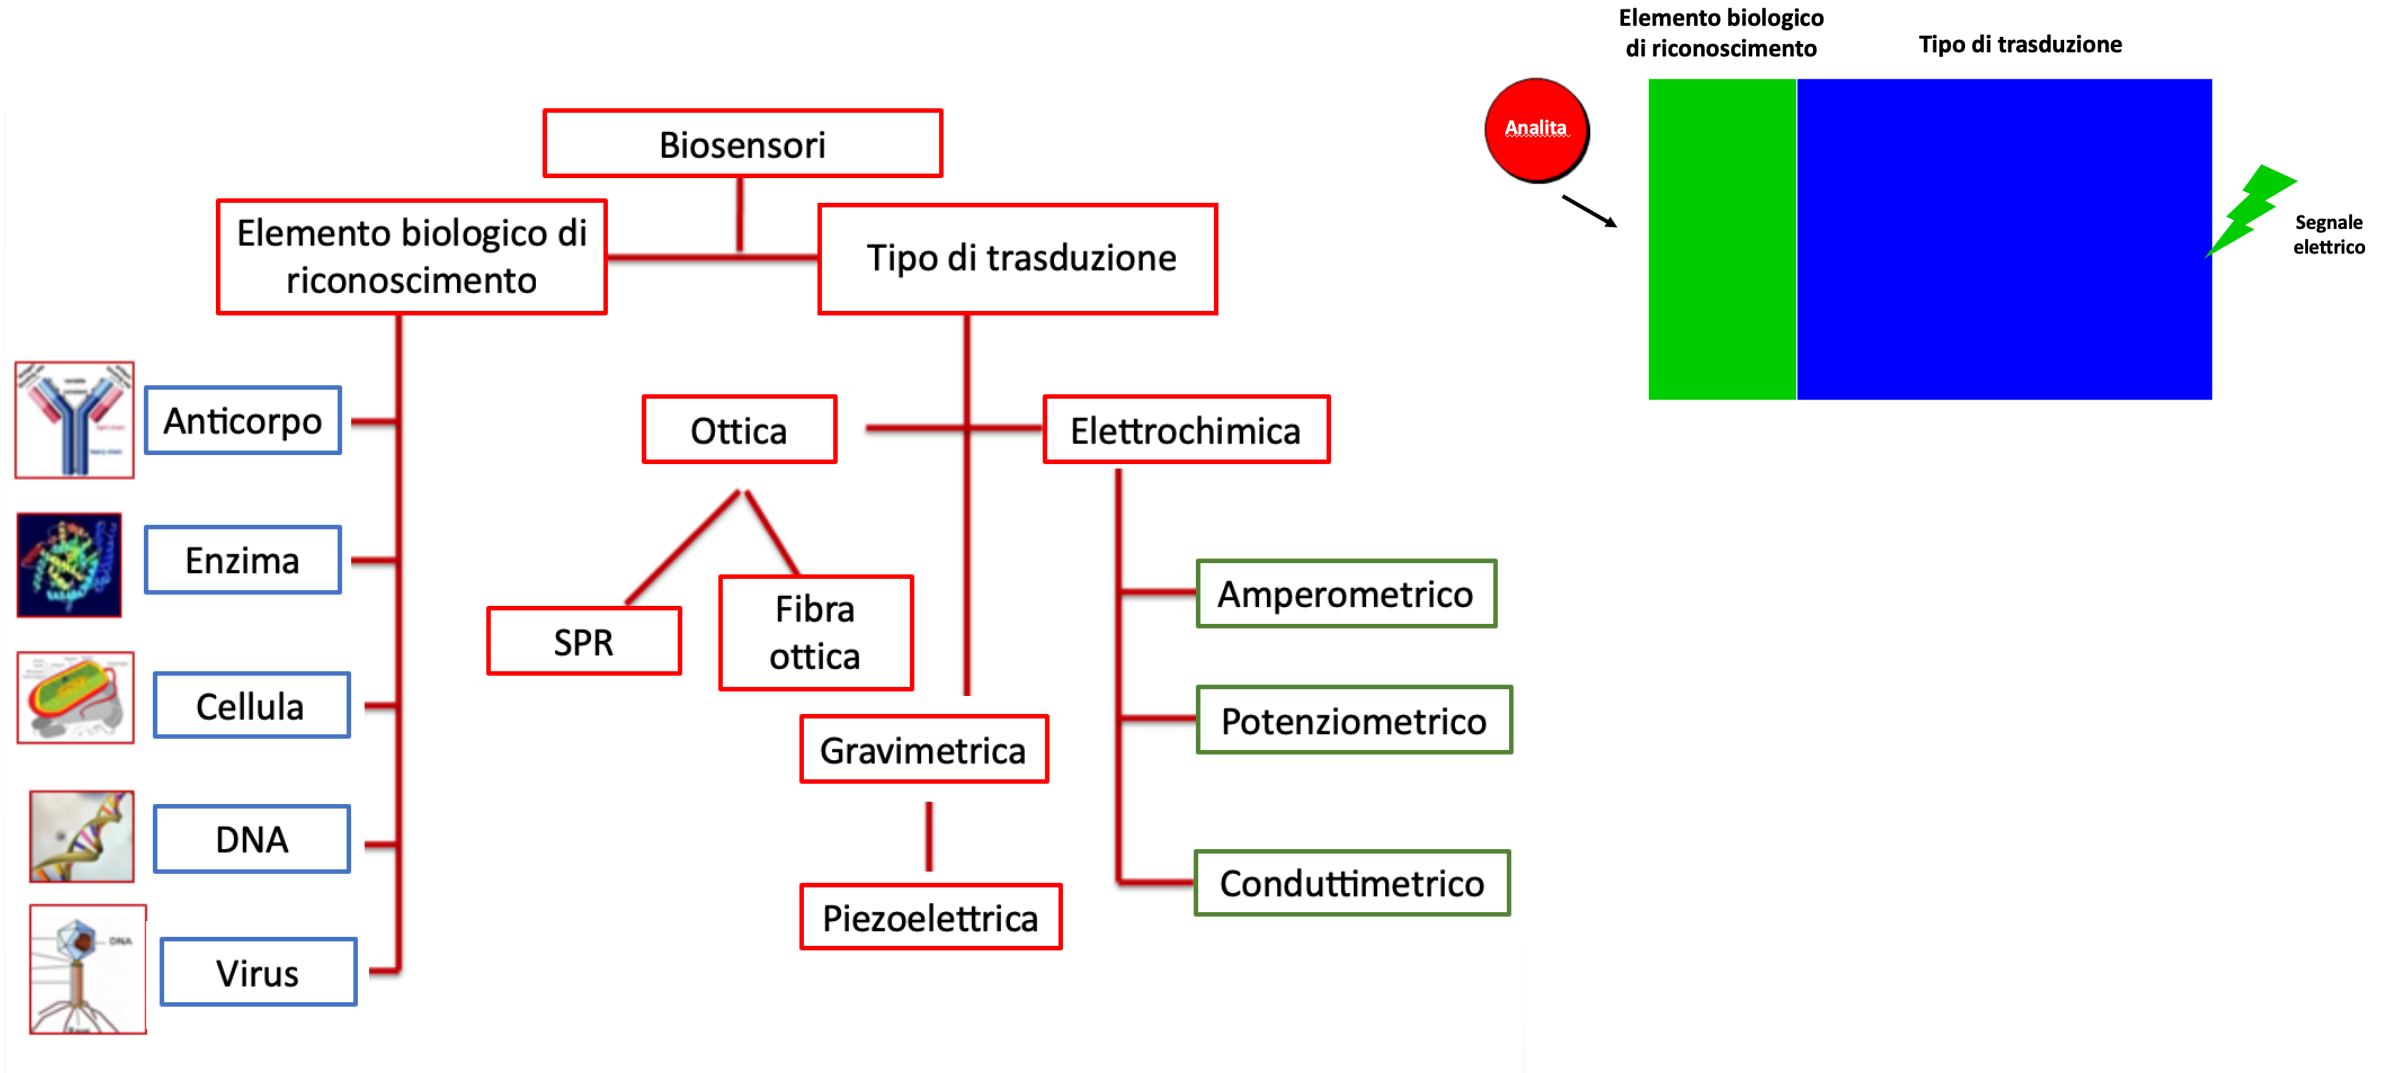 Elemento biologico
di riconoscimento
Tipo di trasduzione
Analita
Segnale
elettrico
Biosensori
Elemento biologico di
riconoscimento
Tipo di trasduzione
Anticorpo
Ottica
Elettrochimica
Enzima
Amperometrico
SPR
Fibra
ottica
Cellula
Potenziometrico
Gravimetrica
DNA
Conduttimetrico
Piezoelettrica
DNA
Virus